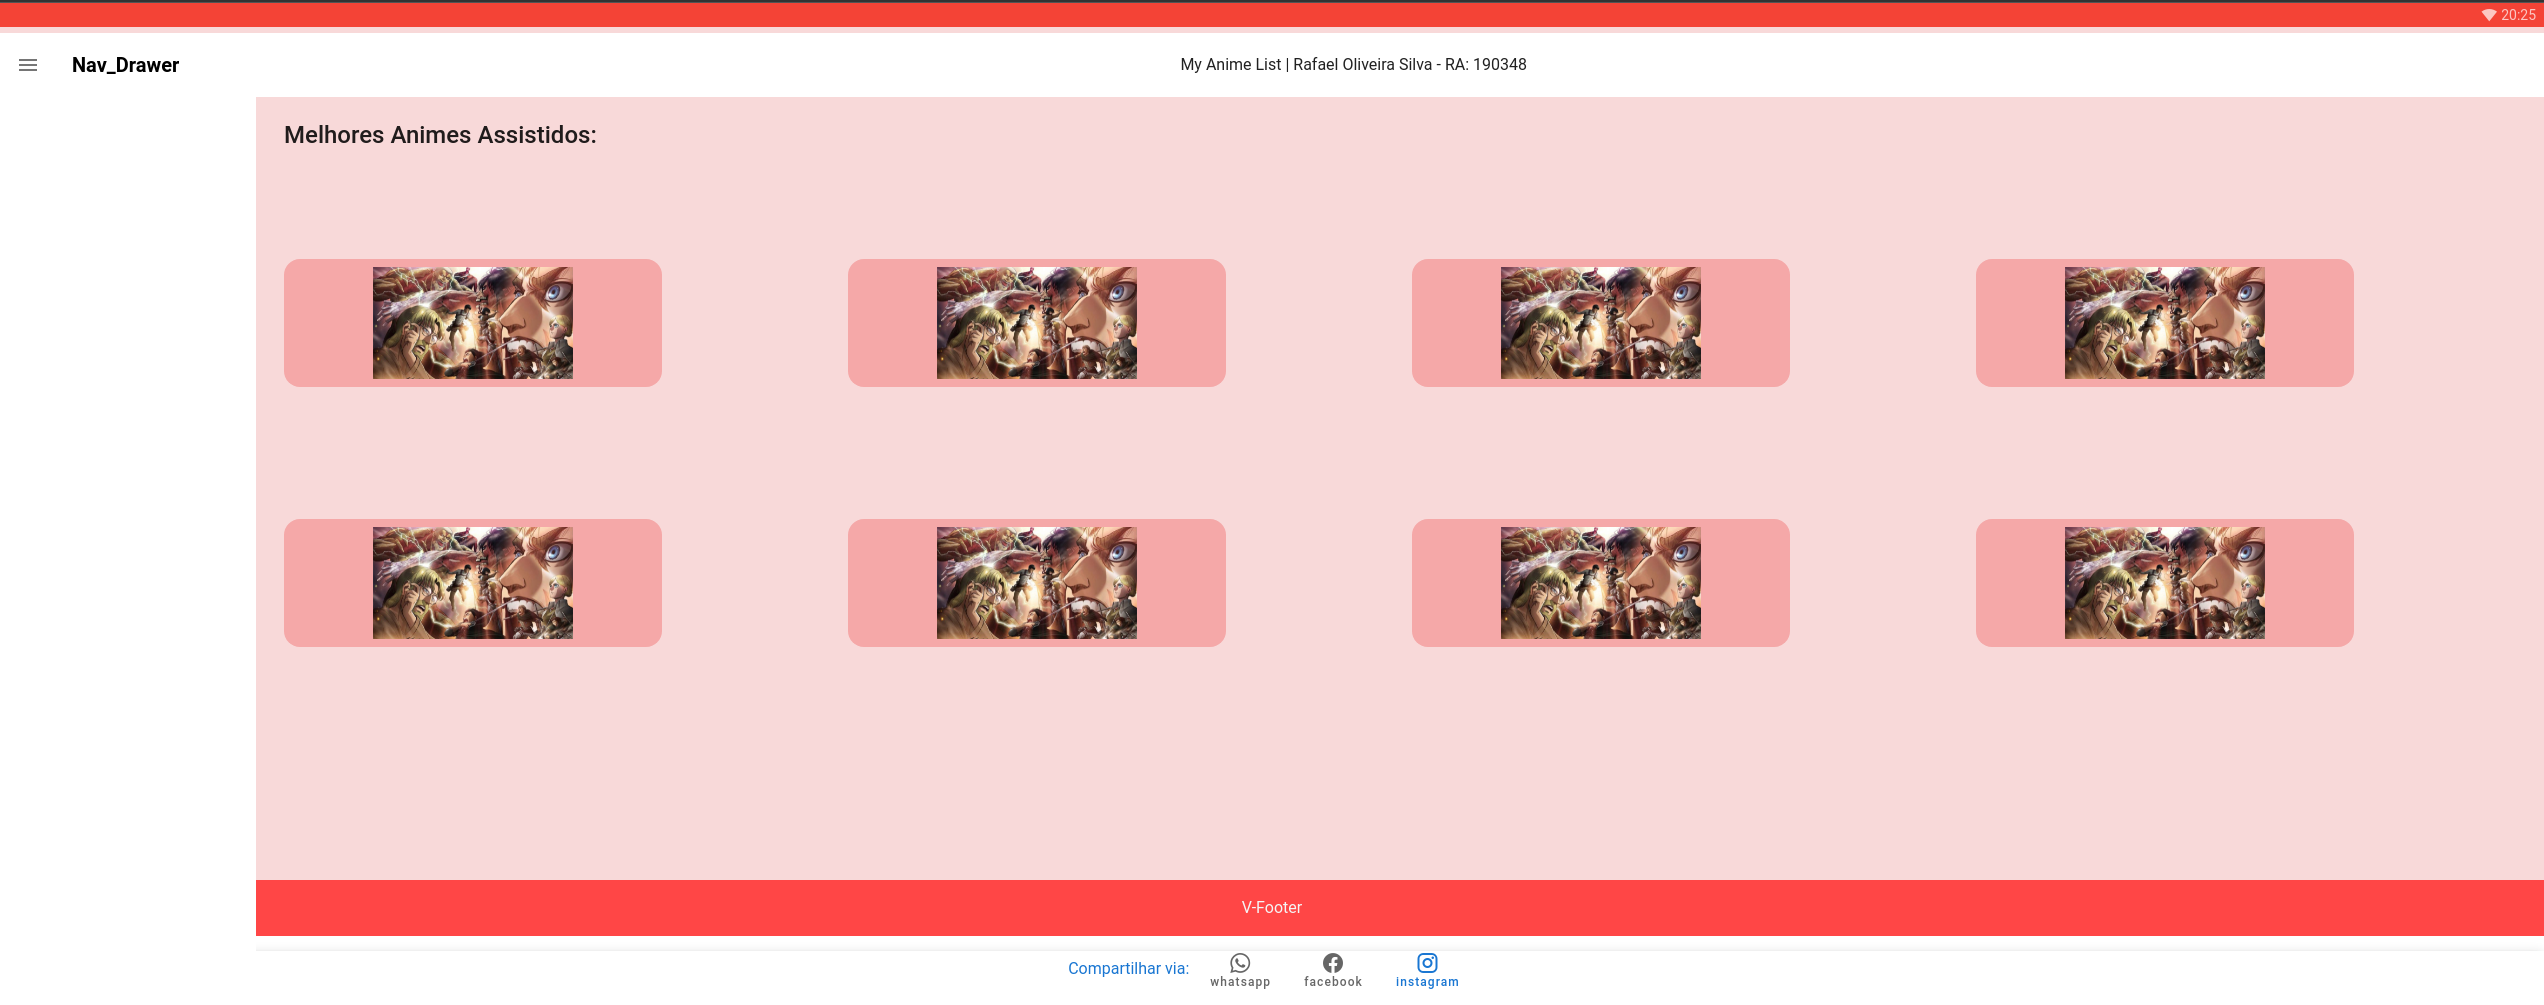 20:25
Nav_Drawer
My Anime List | Rafael Oliveira Silva - RA: 190348
Melhores Animes Assistidos:
V-Footer
Compartilhar via:
whatsapp
facebook
instagram